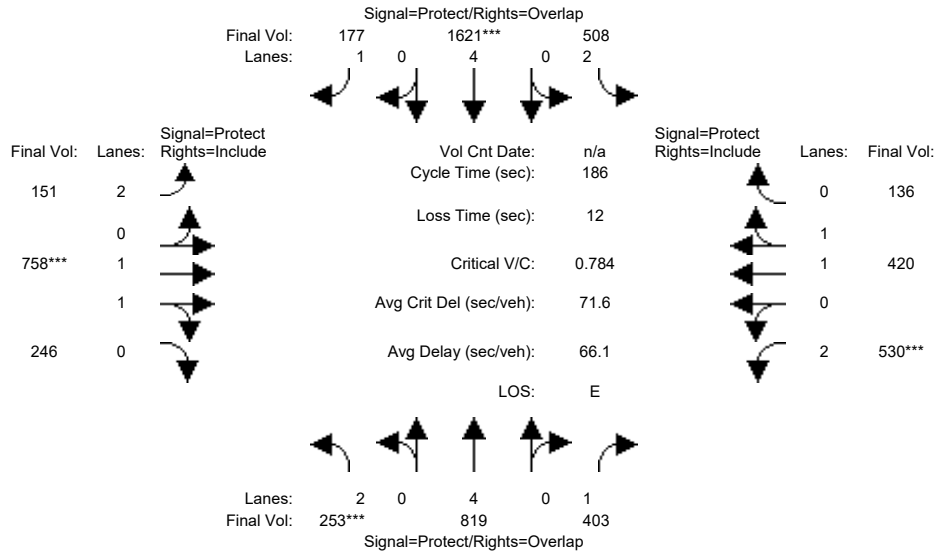 Signal=Protect/Rights=Overlap
Final Vol: 177 1621*** 508
Lanes: 1 0 4 0 2
Signal=Protect
Final Vol: Lanes: Rights=Include
Vol Cnt Date: n/a
Signal=Protect
Rights=Include Lanes: Final Vol:
Cycle Time (sec): 186
151 2
0 136
Loss Time (sec): 12
0
1
758*** 1
Critical V/C: 0.784
1 420
1
Avg Crit Del (sec/veh): 71.6
0
246 0
Avg Delay (sec/veh): 66.1
2 530***
LOS: E
Lanes: 2 0 4 0 1
Final Vol: 253*** 819 403
Signal=Protect/Rights=Overlap